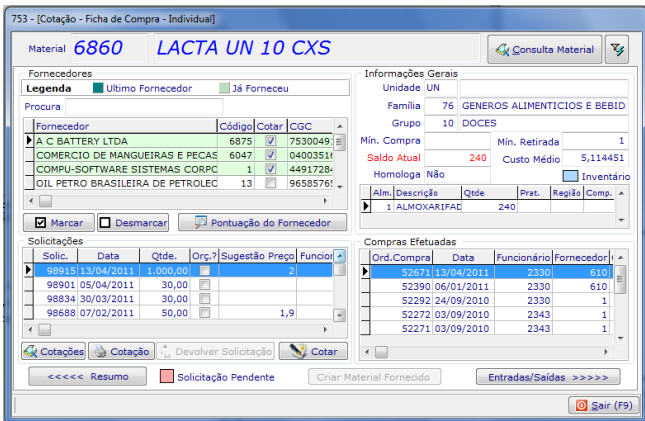 753 - [Cotação - Ficha de Compra - Individual]
Material 6860 LACTA UN 10 CXS Consulta Material
Fornecedores
Legenda Ultimo Fornecedor Já Forneceu
Procura
Fornecedor Código Cotar CGC
A C BATTERY LTDA 6875 75300493
COMERCIO DE MANGUEIRAS E PECAS 6047 04003516
COMPU-SOFTWARE SISTEMAS CORPC 1 44917284
OIL PETRO BRASILEIRA DE PETROLEC 13 96585765
Marcar Desmarcar Pontuação do Fornecedor
Informações Gerais
Unidade UN
Família 76 GENEROS ALIMENTICIOS E BEBID
Grupo 10 DOCES
Mín. Compra Mín. Retirada 1
Saldo Atual 240 Custo Médio 5,114451
Homologa Não Inventário
Alm. Descrição Qtde Prat. Região Comp.
1 ALMOXARIFAD 240
Solicitações
Solic. Data Qtde. Orç.? Sugestão Preço Funcior
98915 13/04/2011 1.000,00 2
98901 05/04/2011 30,00
98834 30/03/2011 30,00
98688 07/02/2011 50,00 1,9
Cotações Cotação Devolver Solicitação Cotar
Compras Efetuadas
Ord.Compra Data Funcionário Fornecedor
52671 13/04/2011 2330 610
52390 06/01/2011 2330 610
52292 24/09/2010 2330 1
52272 03/09/2010 2343 1
52271 03/09/2010 2343 1
<<<<< Resumo Solicitação Pendente Criar Material Fornecido Entradas/Saídas >>>>>
Sair (F9)